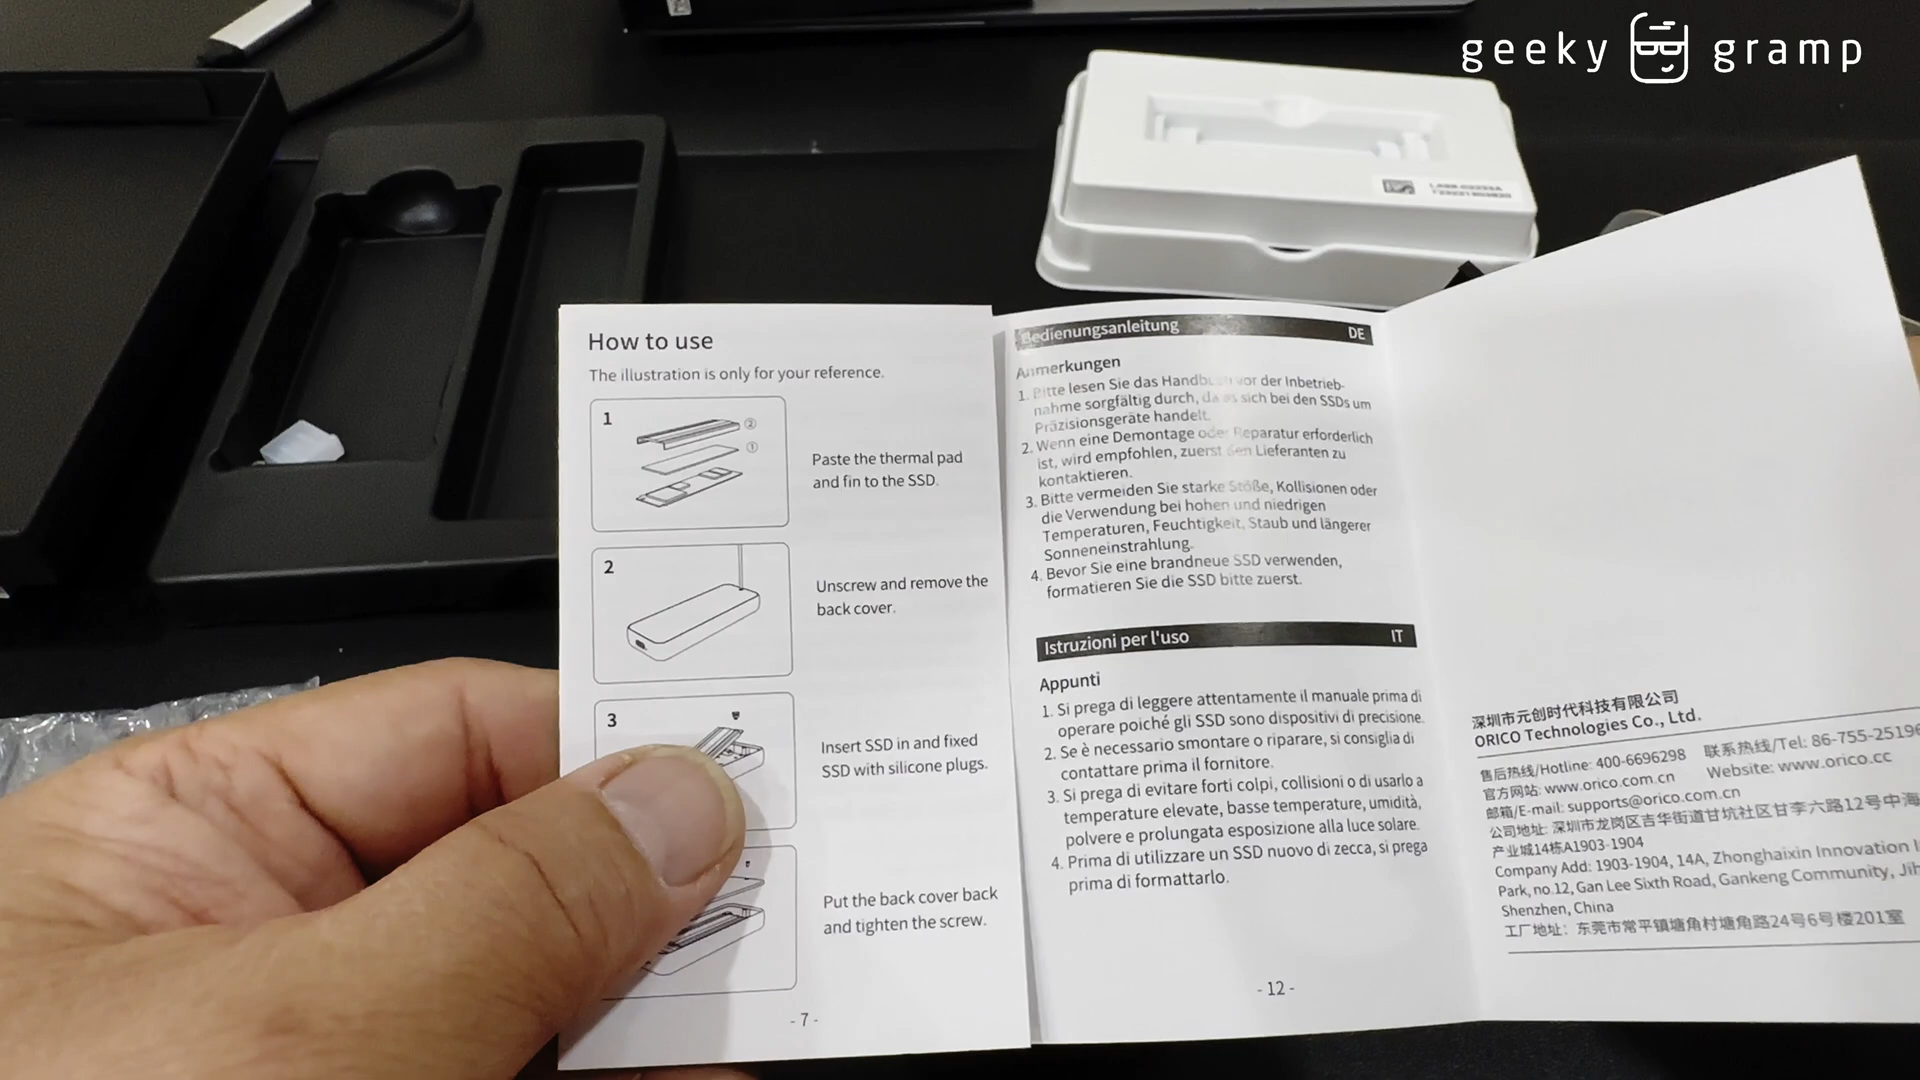 geeky gramp
How to use
The illustration is only for your reference.
1
②
①
Paste the thermal pad
and fin to the SSD.
2
Unscrew and remove the
back cover.
3
Insert SSD in and fixed
SSD with silicone plugs.
Put the back cover back
and tighten the screw.
- 7 -
Bedienungsanleitung DE
Anmerkungen
1. Bitte lesen Sie das Handbuch vor der Inbetrieb-
nahme sorgfältig durch, da es sich bei den SSDs um
Präzisionsgeräte handelt.
2. Wenn eine Demontage oder Reparatur erforderlich
ist, wird empfohlen, zuerst den Lieferanten zu
kontaktieren.
3. Bitte vermeiden Sie starke Stöße, Kollisionen oder
die Verwendung bei hohen und niedrigen
Temperaturen, Feuchtigkeit, Staub und längerer
Sonneneinstrahlung.
4. Bevor Sie eine brandneue SSD verwenden,
formatieren Sie die SSD bitte zuerst.
Istruzioni per l'uso IT
Appunti
1. Si prega di leggere attentamente il manuale prima di
operare poiché gli SSD sono dispositivi di precisione.
2. Se è necessario smontare o riparare, si consiglia di
contattare prima il fornitore.
3. Si prega di evitare forti colpi, collisioni o di usarlo a
temperature elevate, basse temperature, umidità,
polvere e prolungata esposizione alla luce solare.
4. Prima di utilizzare un SSD nuovo di zecca, si prega
prima di formattarlo.
- 12 -
深圳市元创时代科技有限公司
ORICO Technologies Co., Ltd.
售后热线/Hotline: 400-6696298 联系热线/Tel: 86-755-25196
官方网站: www.orico.com.cn Website: www.orico.cc
邮箱/E-mail: supports@orico.com.cn
公司地址: 深圳市龙岗区吉华街道甘坑社区甘李六路12号中海
产业城14栋A1903-1904
Company Add: 1903-1904, 14A, Zhonghaixin Innovation
Park, no.12, Gan Lee Sixth Road, Gankeng Community, Jih
Shenzhen, China
工厂地址: 东莞市常平镇塘角村塘角路24号6号楼201室